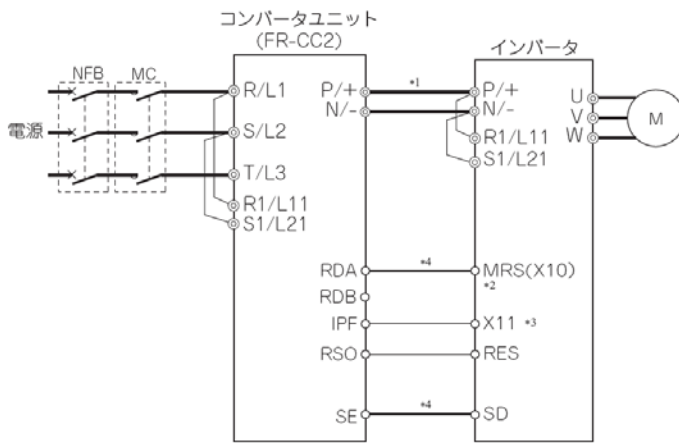 コンバータユニット
(FR-CC2)
インバータ
NFB
MC
電源
R/L1
S/L2
T/L3
R1/L11
S1/L21
P/+
N/-
*1
P/+
N/-
R1/L11
S1/L21
U
V
W
M
RDA
*4
MRS(X10)
*2
RDB
IPF
X11 *3
RSO
RES
SE
*4
SD